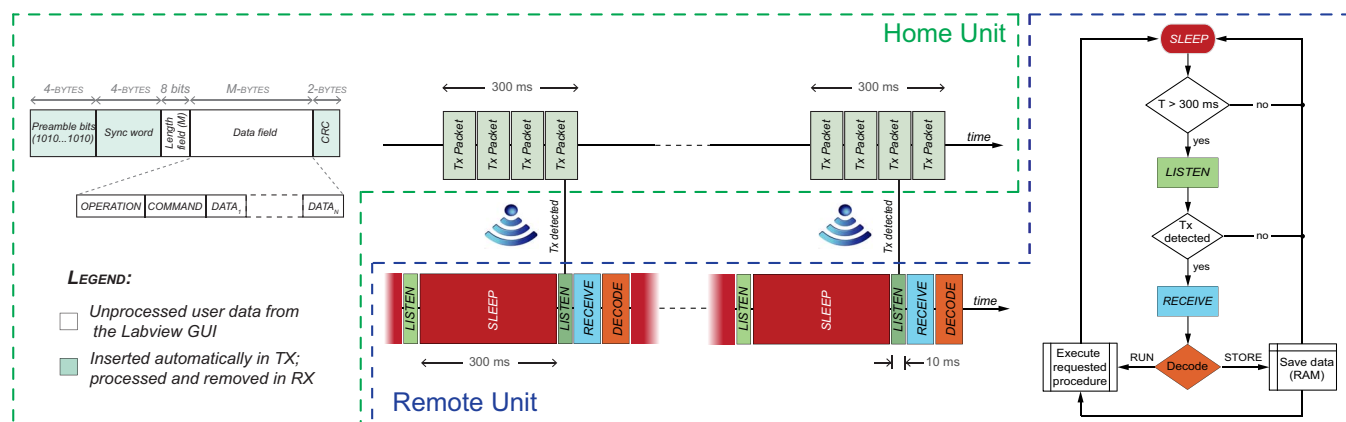 Home Unit
4-BYTES
4-BYTES
8 bits
M-BYTES
2-BYTES
Preamble bits
(1010...1010)
Sync word
Length
field (M)
Data field
CRC
OPERATION
COMMAND
DATA1
DATAN
LEGEND:
Unprocessed user data from
the Labview GUI
Inserted automatically in TX;
processed and removed in RX
300 ms
Tx Packet
Tx Packet
Tx Packet
Tx Packet
300 ms
Tx Packet
Tx Packet
Tx Packet
Tx Packet
time
Tx detected
Tx detected
LISTEN
SLEEP
LISTEN
RECEIVE
DECODE
LISTEN
SLEEP
LISTEN
RECEIVE
DECODE
time
300 ms
10 ms
Remote Unit
SLEEP
T > 300 ms
no
yes
LISTEN
Tx
detected
no
yes
RECEIVE
Execute
requested
procedure
RUN
Decode
STORE
Save data
(RAM)